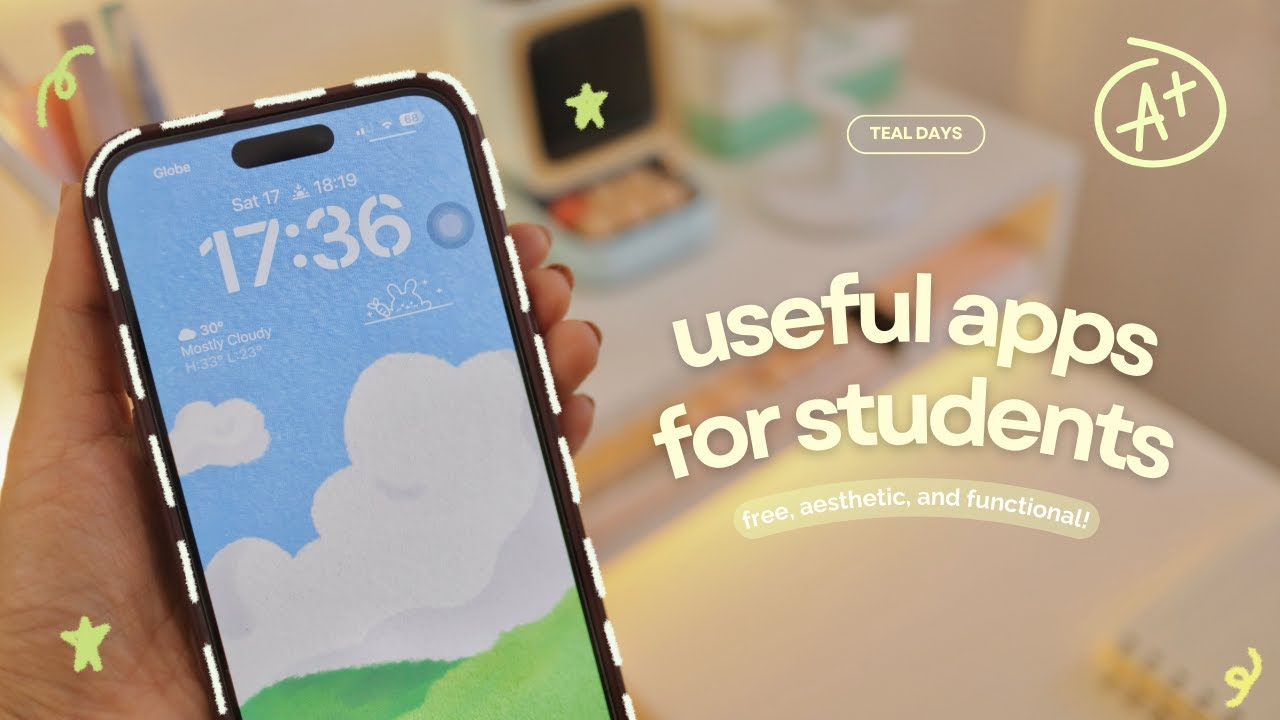 Globe
68
Sat 17 18:19
17:36
30°
Mostly Cloudy
H:33° L:23°
TEAL DAYS
A+
useful apps
for students
free, aesthetic, and functional!